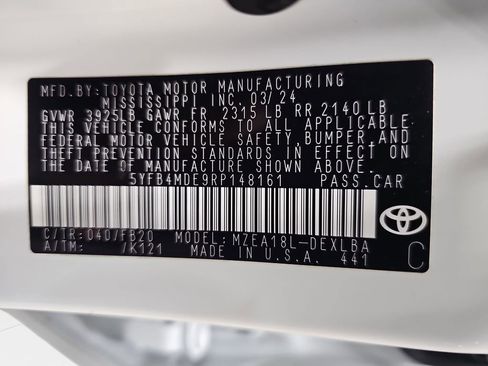 MFD.BY:TOYOTA MOTOR MANUFACTURING
MISSISSIPPI INC. 03/24
GVWR 3925LB GAWR FR 2315 LB RR 2140LB
THIS VEHICLE CONFORMS TO ALL APPLICABLE
FEDERAL MOTOR VEHICLE SAFETY,BUMPER,AND
THEFT PREVENTION STANDARDS IN EFFECT ON
THE DATE OF MANUFACTURE SHOWN ABOVE.
5YFB4MDE9RP148161 PASS.CAR
C/TR:040/FB20 MODEL:MZEA18L-DEXLBA
A/TM: /K121 MADE IN U.S.A. 441
TOYOTA
C